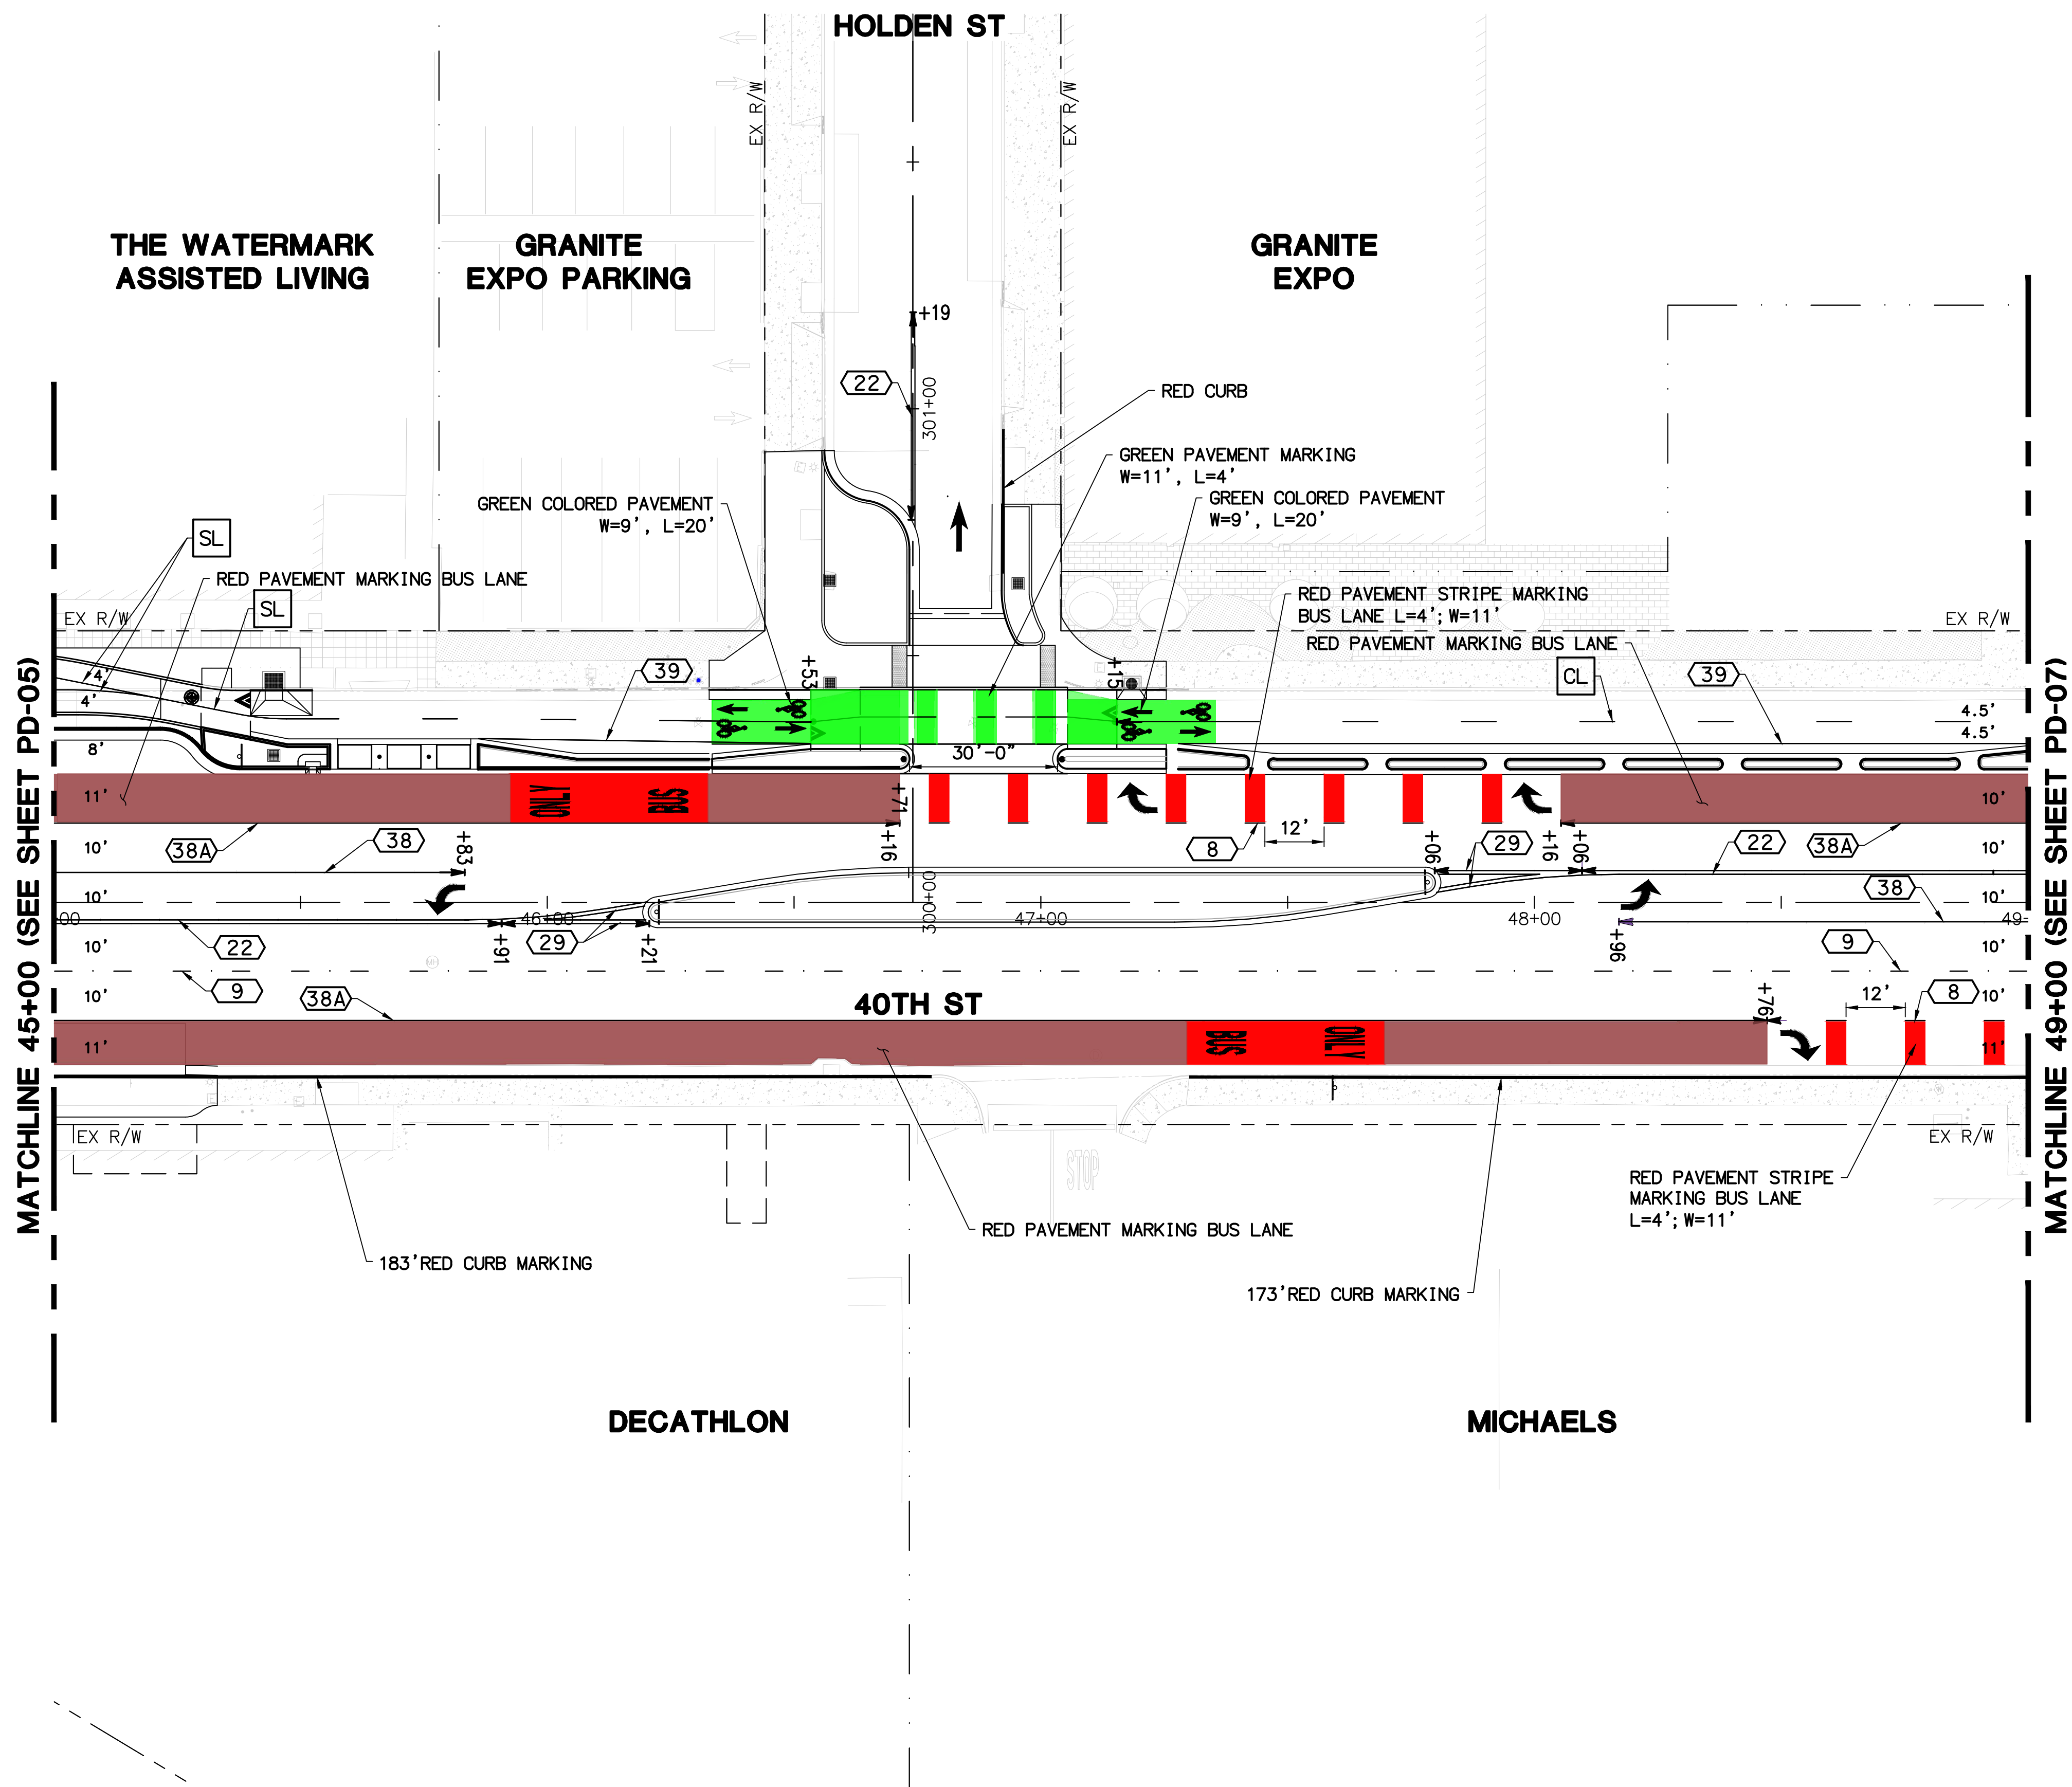 HOLDEN ST
EX R/W
EX R/W
THE WATERMARK
ASSISTED LIVING
GRANITE
EXPO PARKING
GRANITE
EXPO
+19
22
301+00
RED CURB
GREEN PAVEMENT MARKING
W=11', L=4'
GREEN COLORED PAVEMENT
W=9', L=20'
GREEN COLORED PAVEMENT
W=9', L=20'
SL
RED PAVEMENT MARKING BUS LANE
SL
EX R/W
RED PAVEMENT STRIPE MARKING
BUS LANE L=4'; W=11'
RED PAVEMENT MARKING BUS LANE
EX R/W
CL
39
39
+53
+15
4'
4'
8'
4.5'
4.5'
30'-0"
11'
ONLY
BUS
+71
10'
12'
10'
38A
38
+83
+16
8
+06
29
+16
+06
22
38A
10'
10'
38
10'
00
46+00
300+00
47+00
48+00
49
10'
22
+91
29
+21
+96
9
10'
10'
9
38A
40TH ST
+76
12'
8
10'
11'
BUS
ONLY
11'
EX R/W
STOP
EX R/W
RED PAVEMENT STRIPE
MARKING BUS LANE
L=4'; W=11'
RED PAVEMENT MARKING BUS LANE
183' RED CURB MARKING
173' RED CURB MARKING
DECATHLON
MICHAELS
MATCHLINE 45+00 (SEE SHEET PD-05)
MATCHLINE 49+00 (SEE SHEET PD-07)